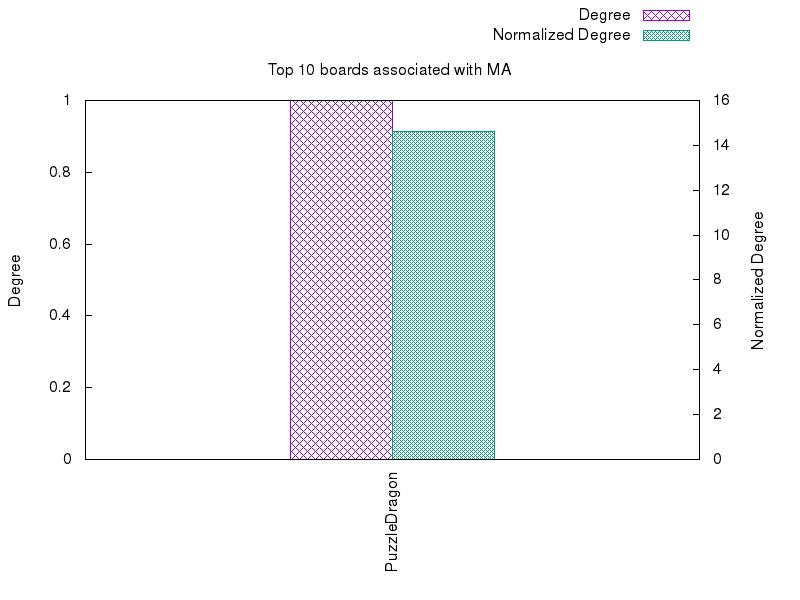 Degree
Normalized Degree
Top 10 boards associated with MA
1
0.8
0.6
0.4
0.2
0
16
14
12
10
8
6
4
2
0
Degree
Normalized Degree
PuzzleDragon